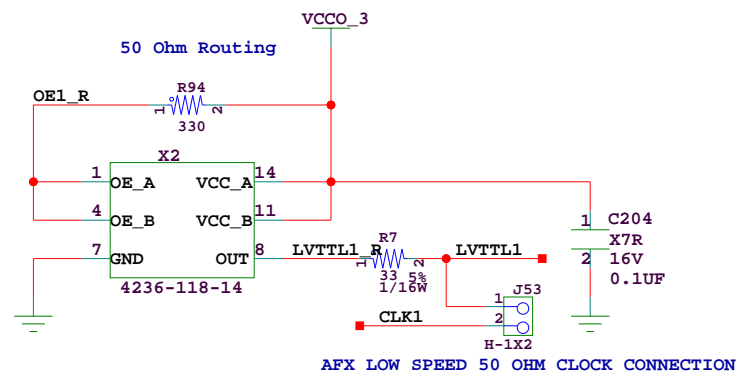 VCCO_3
50 Ohm Routing
R94
OE1_R
1 2
330
X2
1 OE_A VCC_A 14
4 OE_B VCC_B 11
7 GND OUT 8
4236-118-14
LVTTL1_R
R7
1 2
33 5%
1/16W
LVTTL1
1 C204
X7R
2 16V
0.1UF
J53
1
2
CLK1
H-1X2
AFX LOW SPEED 50 OHM CLOCK CONNECTION